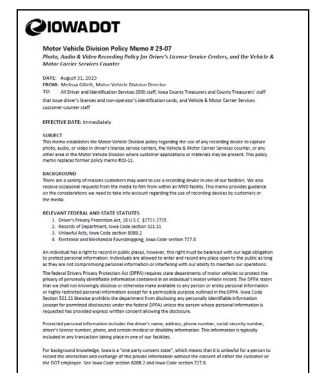 IOWADOT
Motor Vehicle Division Policy Memo # 23-07
Photo, Audio & Video Recording Policy for Driver's License Service Centers, and the Vehicle &
Motor Carrier Services Counter
DATE: August 31, 2023
FROM: Melissa Gillett, Motor Vehicle Division Director
TO: All Driver and Identification Services (DIS) staff, Iowa County Treasurers and County Treasurers' staff
that issue driver's licenses and non-operator's identification cards; and Vehicle & Motor Carrier Services
customer counter staff
EFFECTIVE DATE: Immediately
SUBJECT
This memo establishes the Motor Vehicle Division policy regarding the use of any recording device to capture
photo, audio, or video in driver's license service centers, the Vehicle & Motor Carrier Services counter, or any
other area in the Motor Vehicle Division where customer applications or materials may be present. This policy
memo replaces former policy memo #20-11.
BACKGROUND
There are a variety of reasons customers may want to use a recording device in one of our facilities. We also
receive occasional requests from the media to film from within an MVD facility. This memo provides guidance
on the considerations we need to take into account regarding the use of recording devices by customers or
the media.
RELEVANT FEDERAL AND STATE STATUTES
1. Driver's Privacy Protection Act, 18 U.S.C. §2721-2725
2. Records of Department, Iowa Code section 321.11
3. Unlawful Acts, Iowa Code section 808B.2
4. Electronic and Mechanical Eavesdropping, Iowa Code section 727.8
An individual has a right to record in public places, however, this right must be balanced with our legal obligation
to protect personal information. Individuals are allowed to enter and record any place open to the public as long
as they are not compromising personal information or interfering with our ability to maintain our operations.
The federal Drivers Privacy Protection Act (DPPA) requires state departments of motor vehicles to protect the
privacy of personally identifiable information contained in an individual's motor vehicle record. The DPPA states
that we shall not knowingly disclose or otherwise make available to any person or entity personal information
or highly restricted personal information except for a permissible purpose outlined in the DPPA. Iowa Code
Section 321.11 likewise prohibits the department from disclosing any personally identifiable information
(except for permitted disclosures under the federal DPPA) unless the person whose personal information is
requested has provided express written consent allowing the disclosure.
Protected personal information includes the driver's name, address, phone number, social security number,
driver's license number, photo, and certain medical or disability information. This information is typically
included in any transaction taking place in one of our facilities.
For background knowledge, Iowa is a "one party consent state", which means that it is unlawful for a person to
record the interaction and exchange of this private information without the consent of either the customer or
the DOT employee. See Iowa Code section 808B.2 and Iowa Code section 727.8.